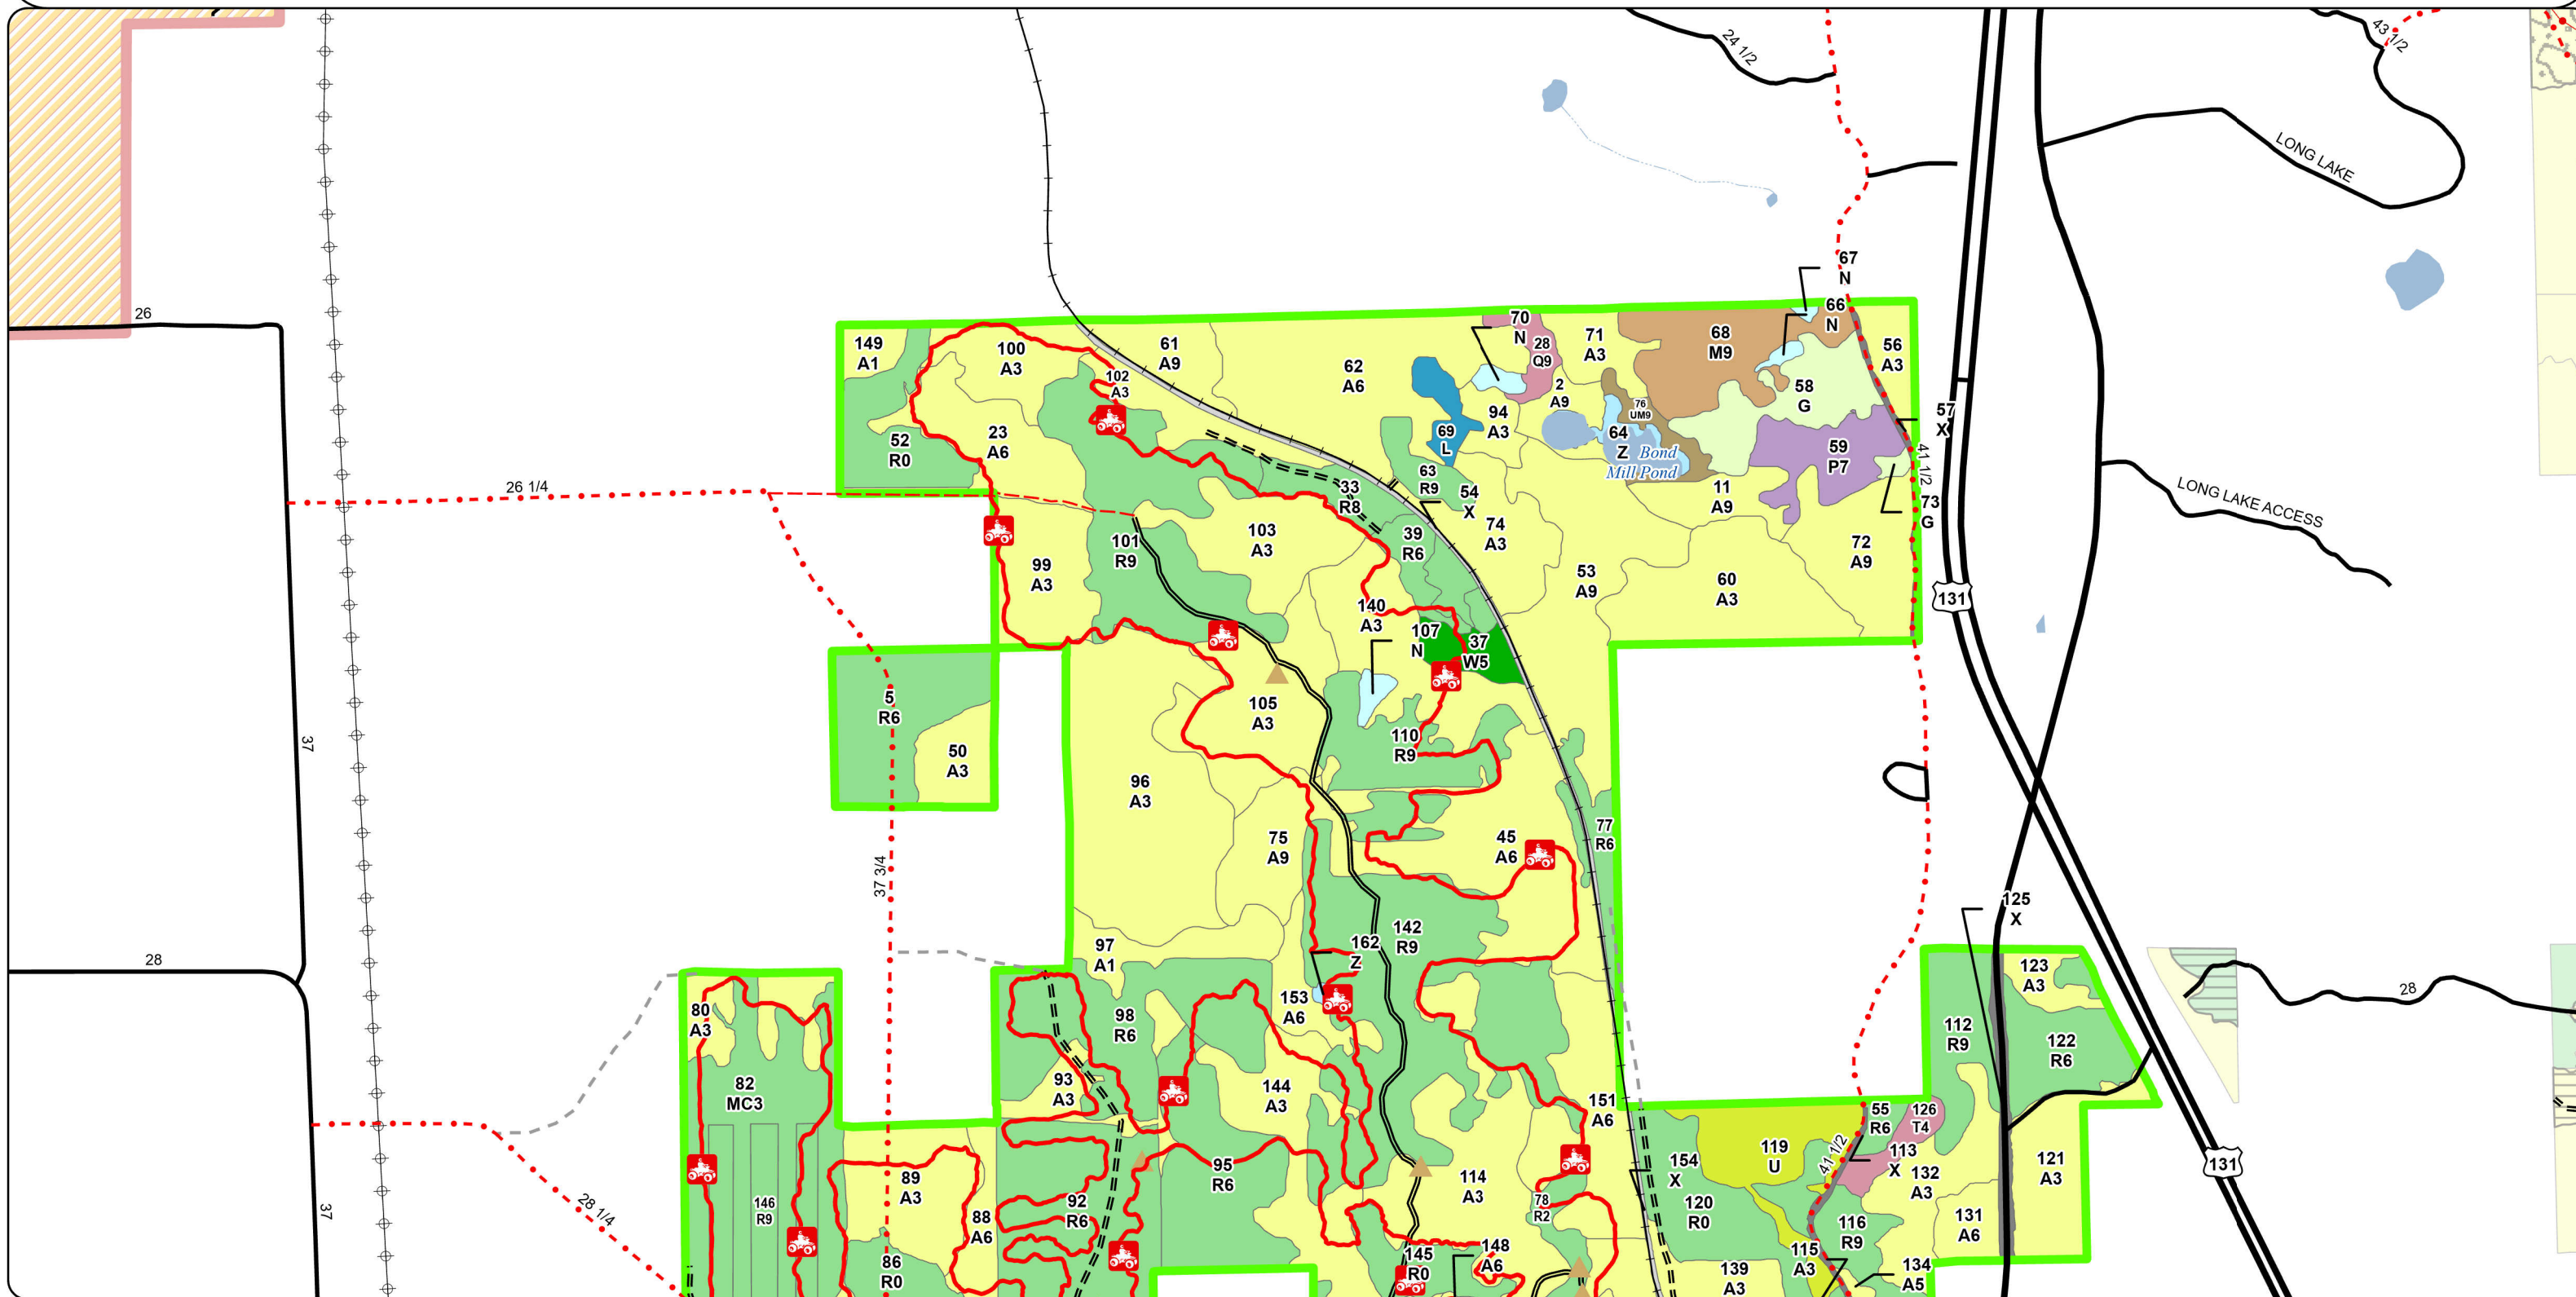 24 1/2
43 1/2
LONG LAKE
67
N
66
N
26
149
A1
100
A3
61
A9
70
N
28
Q9
71
A3
68
M9
56
A3
102
A3
62
A6
2
A9
58
G
76
UM9
57
X
94
A3
69
L
64
Z
Bond
Mill Pond
59
P7
41 1/2
52
R0
23
A6
63
R9
54
X
11
A9
73
G
26 1/4
33
R8
LONG LAKE ACCESS
101
R9
103
A3
39
R6
74
A3
72
A9
99
A3
53
A9
60
A3
131
140
A3
107
N
37
W5
5
R6
105
A3
110
R9
37
50
A3
96
A3
75
A9
45
A6
77
R6
37 3/4
125
X
28
97
A1
162
Z
142
R9
123
A3
28
80
A3
98
R6
153
A6
112
R9
122
R6
82
MC3
93
A3
144
A3
151
A6
55
R6
126
T4
119
U
41 1/2
113
X
154
X
132
A3
121
A3
131
146
R9
89
A3
95
R6
114
A3
78
R2
120
R0
28 1/4
37
88
A6
92
R6
116
R9
131
A6
86
R0
145
R0
148
A6
115
A3
139
A3
134
A5